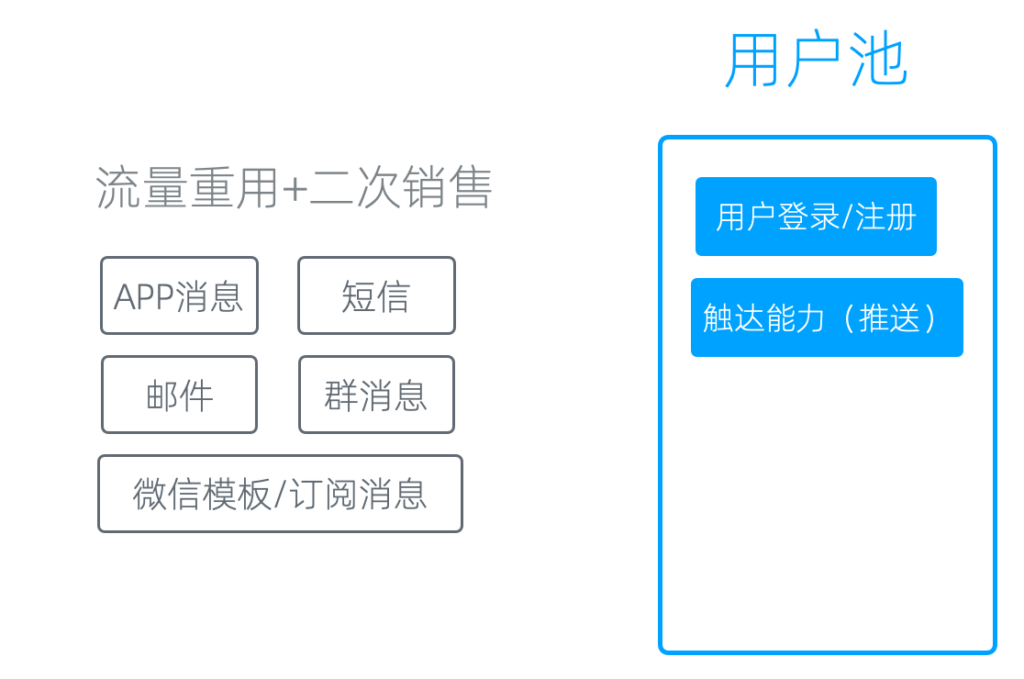 用户池
流量重用+二次销售
APP消息
短信
邮件
群消息
微信模板/订阅消息
用户登录/注册
触达能力（推送）